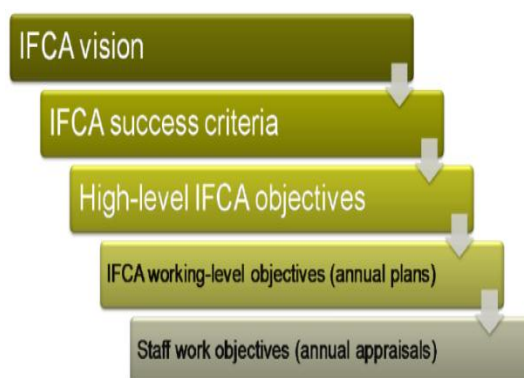 IFCA vision
IFCA success criteria
High-level IFCA objectives
IFCA working-level objectives (annual plans)
Staff work objectives (annual appraisals)